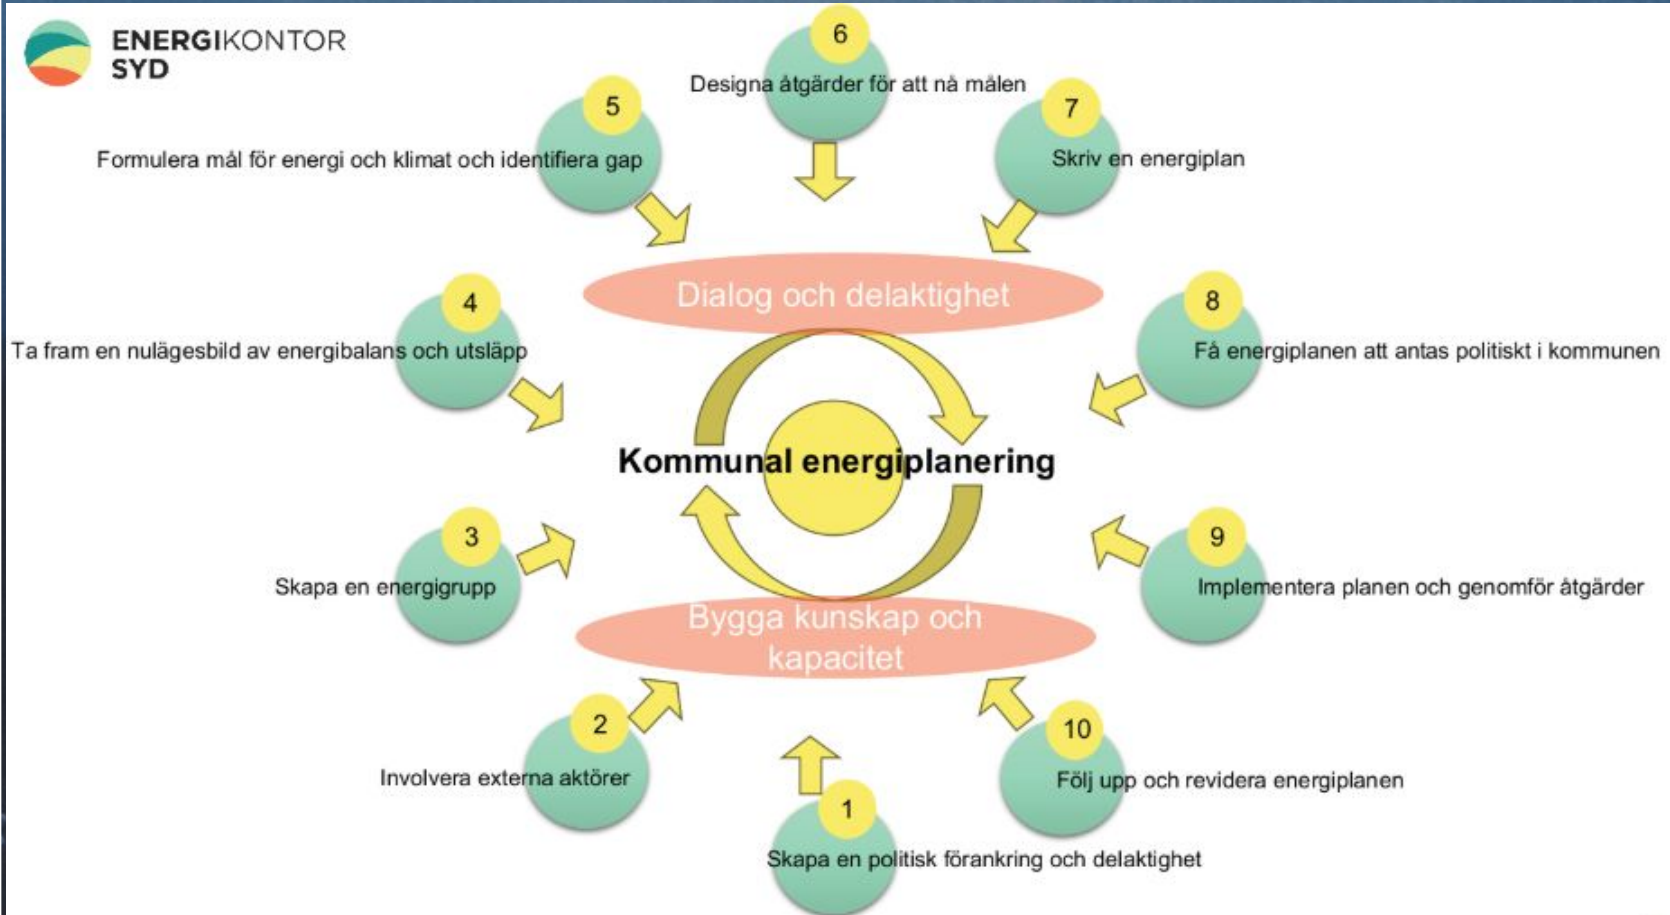 ENERGIKONTOR
SYD
6
Designa åtgärder för att nå målen
5
Formulera mål för energi och klimat och identifiera gap
7
Skriv en energiplan
Dialog och delaktighet
4
Ta fram en nulägesbild av energibalans och utsläpp
8
Få energiplanen att antas politiskt i kommunen
Kommunal energiplanering
3
Skapa en energigrupp
9
Implementera planen och genomför åtgärder
Bygga kunskap och
kapacitet
2
Involvera externa aktörer
10
Följ upp och revidera energiplanen
1
Skapa en politisk förankring och delaktighet